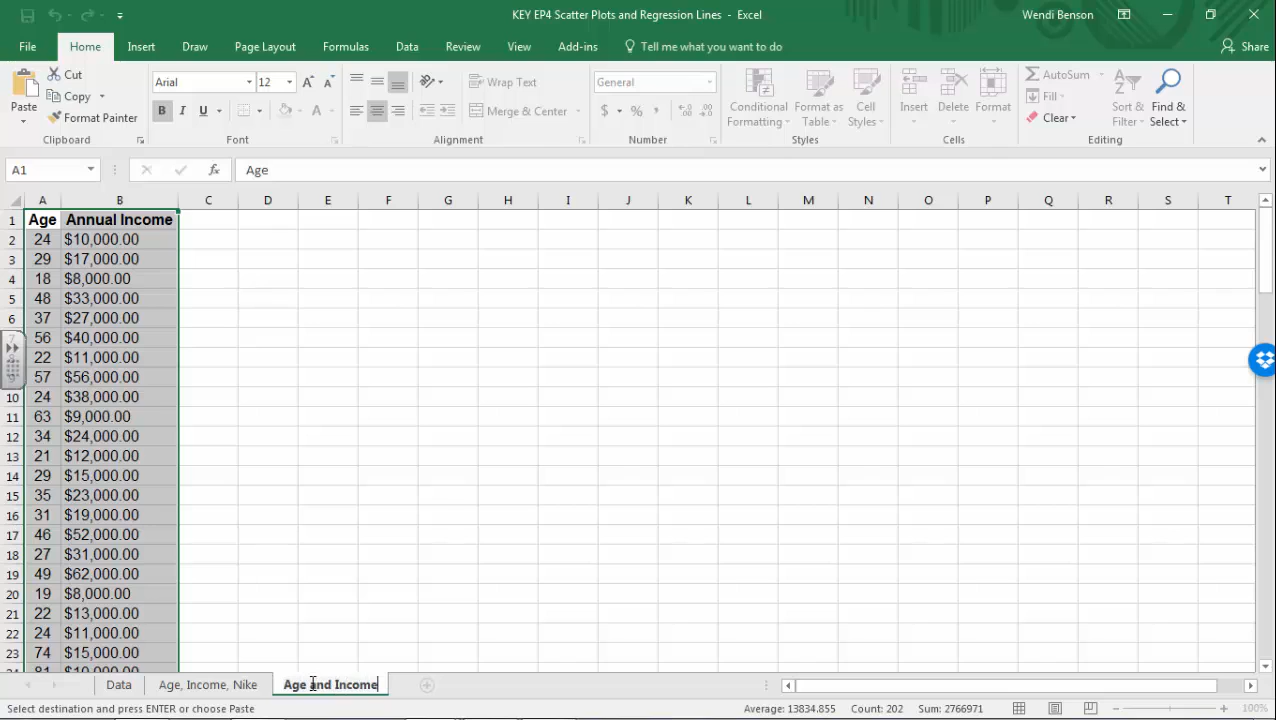 KEY EP4 Scatter Plots and Regression Lines - Excel
Wendi Benson
File Home Insert Draw Page Layout Formulas Data Review View Add-ins Tell me what you want to do Share
Paste
Cut
Copy
Format Painter
Clipboard
Arial 12
B I U
Font
Wrap Text
Merge & Center
Alignment
General
$ % ,
Number
Conditional Formatting
Format as Table
Cell Styles
Styles
Insert
Delete
Format
Cells
AutoSum
Fill
Clear
Sort & Filter
Find & Select
Editing
A1 fx Age
A B C D E F G H I J K L M N O P Q R S T
1 Age Annual Income
2 24 $10,000.00
3 29 $17,000.00
4 18 $8,000.00
5 48 $33,000.00
6 37 $27,000.00
7 56 $40,000.00
22 $11,000.00
9 57 $56,000.00
10 24 $38,000.00
11 63 $9,000.00
12 34 $24,000.00
13 21 $12,000.00
14 29 $15,000.00
15 35 $23,000.00
16 31 $19,000.00
17 46 $52,000.00
18 27 $31,000.00
19 49 $62,000.00
20 19 $8,000.00
21 22 $13,000.00
22 24 $11,000.00
23 74 $15,000.00
24 81 $10,000.00
Data Age, Income, Nike Age and Income
Select destination and press ENTER or choose Paste
Average: 13834.855 Count: 202 Sum: 2766971
100%